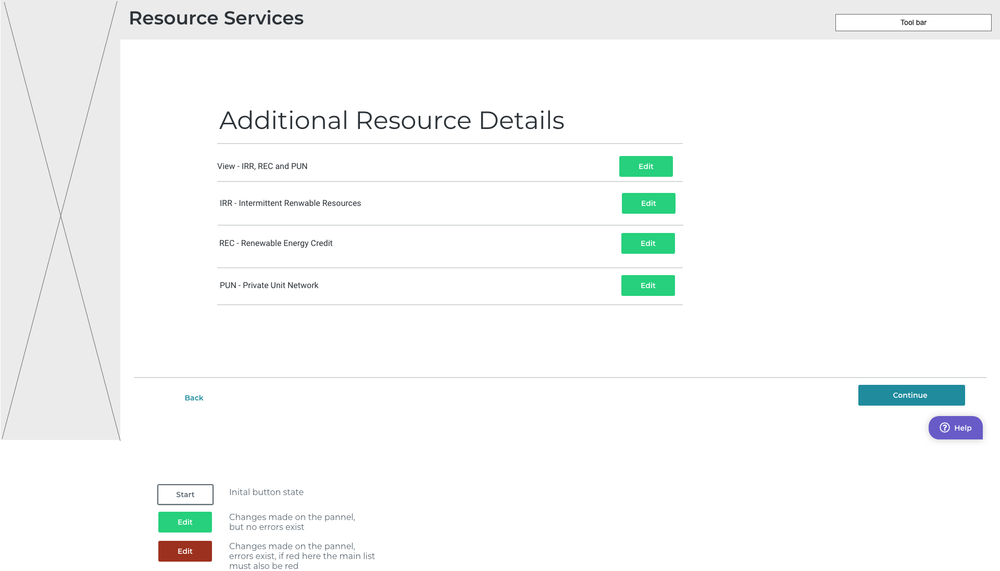 Resource Services
Tool bar
Additional Resource Details
View - IRR, REC and PUN
Edit
IRR - Intermittent Renwable Resources
Edit
REC - Renewable Energy Credit
Edit
PUN - Private Unit Network
Edit
Back
Continue
Help
Start
Inital button state
Edit
Changes made on the pannel,
but no errors exist
Edit
Changes made on the pannel,
errors exist, if red here the main list
must also be red